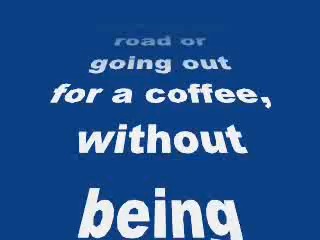 road or
going out
for a coffee,
without
being